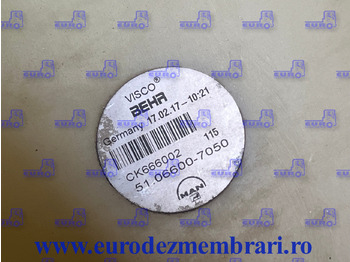 VISCO®
BEHR
Germany 17.02.17-10:21
115
CK666002
51.06600-7050
MAN
www.eurodezmembrari.ro